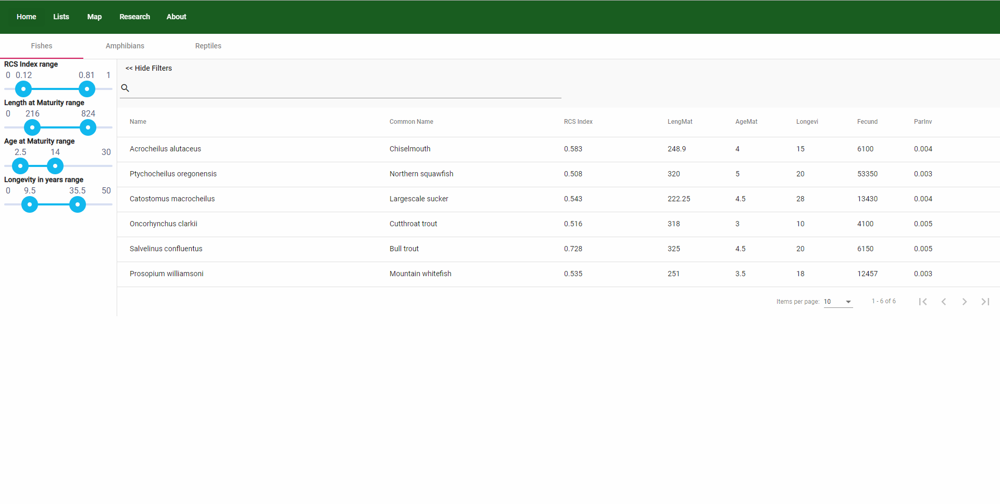 Home Lists Map Research About
Fishes Amphibians Reptiles
RCS Index range
0 0.12 0.81 1
Length at Maturity range
0 216 824
Age at Maturity range
2.5 14 30
Longevity in years range
0 9.5 35.5 50
<< Hide Filters
Name Common Name RCS Index LengMat AgeMat Longevi Fecund ParInv
Acrocheilus alutaceus Chiselmouth 0.583 248.9 4 15 6100 0.004
Ptychocheilus oregonensis Northern squawfish 0.508 320 5 20 53350 0.003
Catostomus macrocheilus Largescale sucker 0.543 222.25 4.5 28 13430 0.004
Oncorhynchus clarkii Cutthroat trout 0.516 318 3 10 4100 0.005
Salvelinus confluentus Bull trout 0.728 325 4.5 20 6150 0.005
Prosopium williamsoni Mountain whitefish 0.535 251 3.5 18 12457 0.003
Items per page: 10 1 - 6 of 6